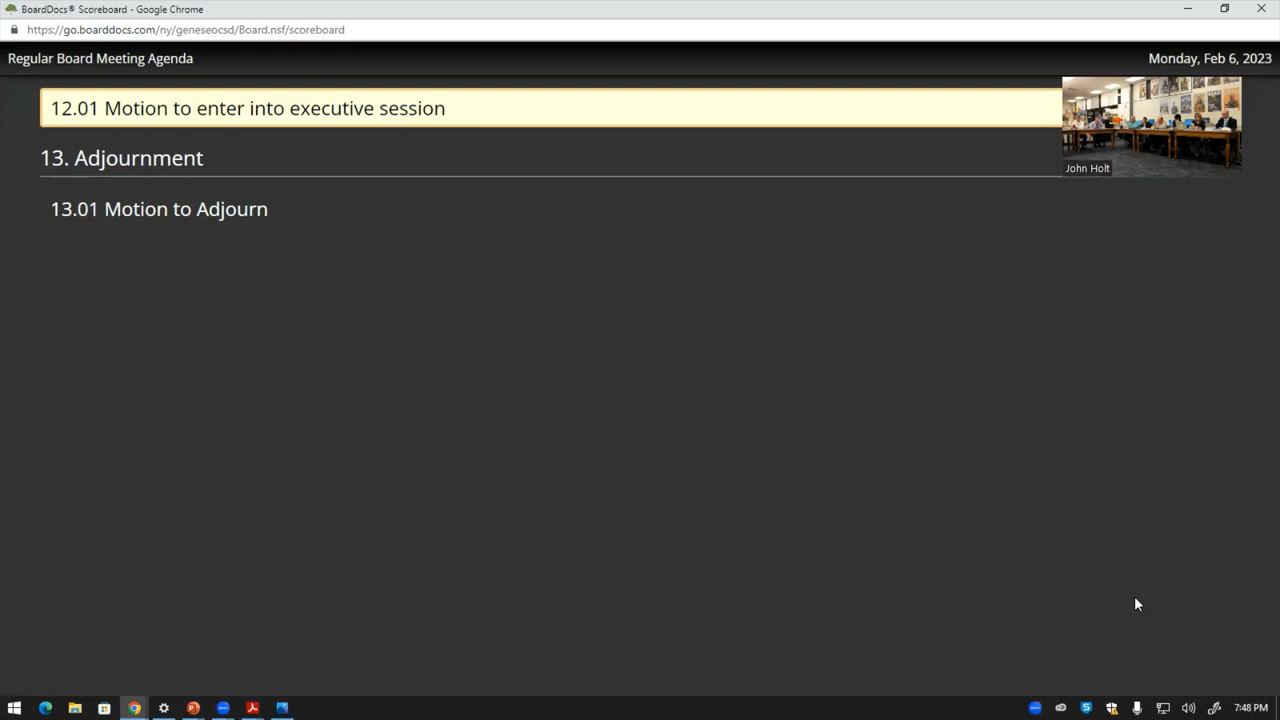 BoardDocs® Scoreboard - Google Chrome
https://go.boarddocs.com/ny/geneseocsd/Board.nsf/scoreboard
Regular Board Meeting Agenda
Monday, Feb 6, 2023
12.01 Motion to enter into executive session
John Holt
13. Adjournment
13.01 Motion to Adjourn
7:48 PM